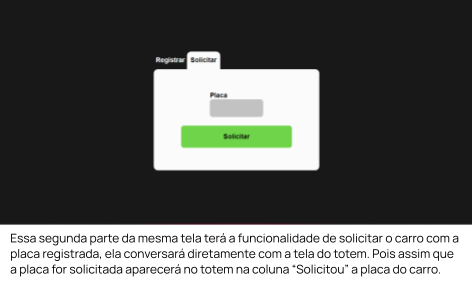 Registrar Solicitar
Placa
Solicitar
Essa segunda parte da mesma tela terá a funcionalidade de solicitar o carro com a
placa registrada, ela conversará diretamente com a tela do totem. Pois assim que
a placa for solicitada aparecerá no totem na coluna “Solicitou” a placa do carro.